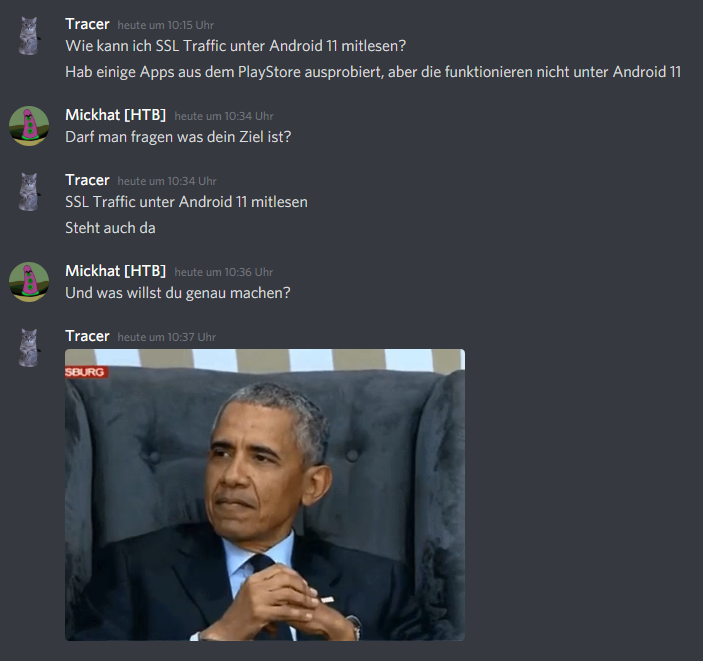 Tracer heute um 10:15 Uhr
Wie kann ich SSL Traffic unter Android 11 mitlesen?
Hab einige Apps aus dem PlayStore ausprobiert, aber die funktionieren nicht unter Android 11
Mickhat [HTB] heute um 10:34 Uhr
Darf man fragen was dein Ziel ist?
Tracer heute um 10:34 Uhr
SSL Traffic unter Android 11 mitlesen
Steht auch da
Mickhat [HTB] heute um 10:36 Uhr
Und was willst du genau machen?
Tracer heute um 10:37 Uhr
SBURG